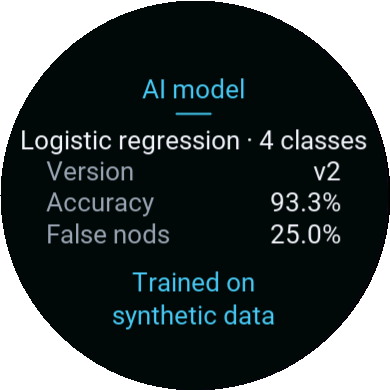 AI model
Logistic regression · 4 classes
Version v2
Accuracy 93.3%
False nods 25.0%
Trained on
synthetic data